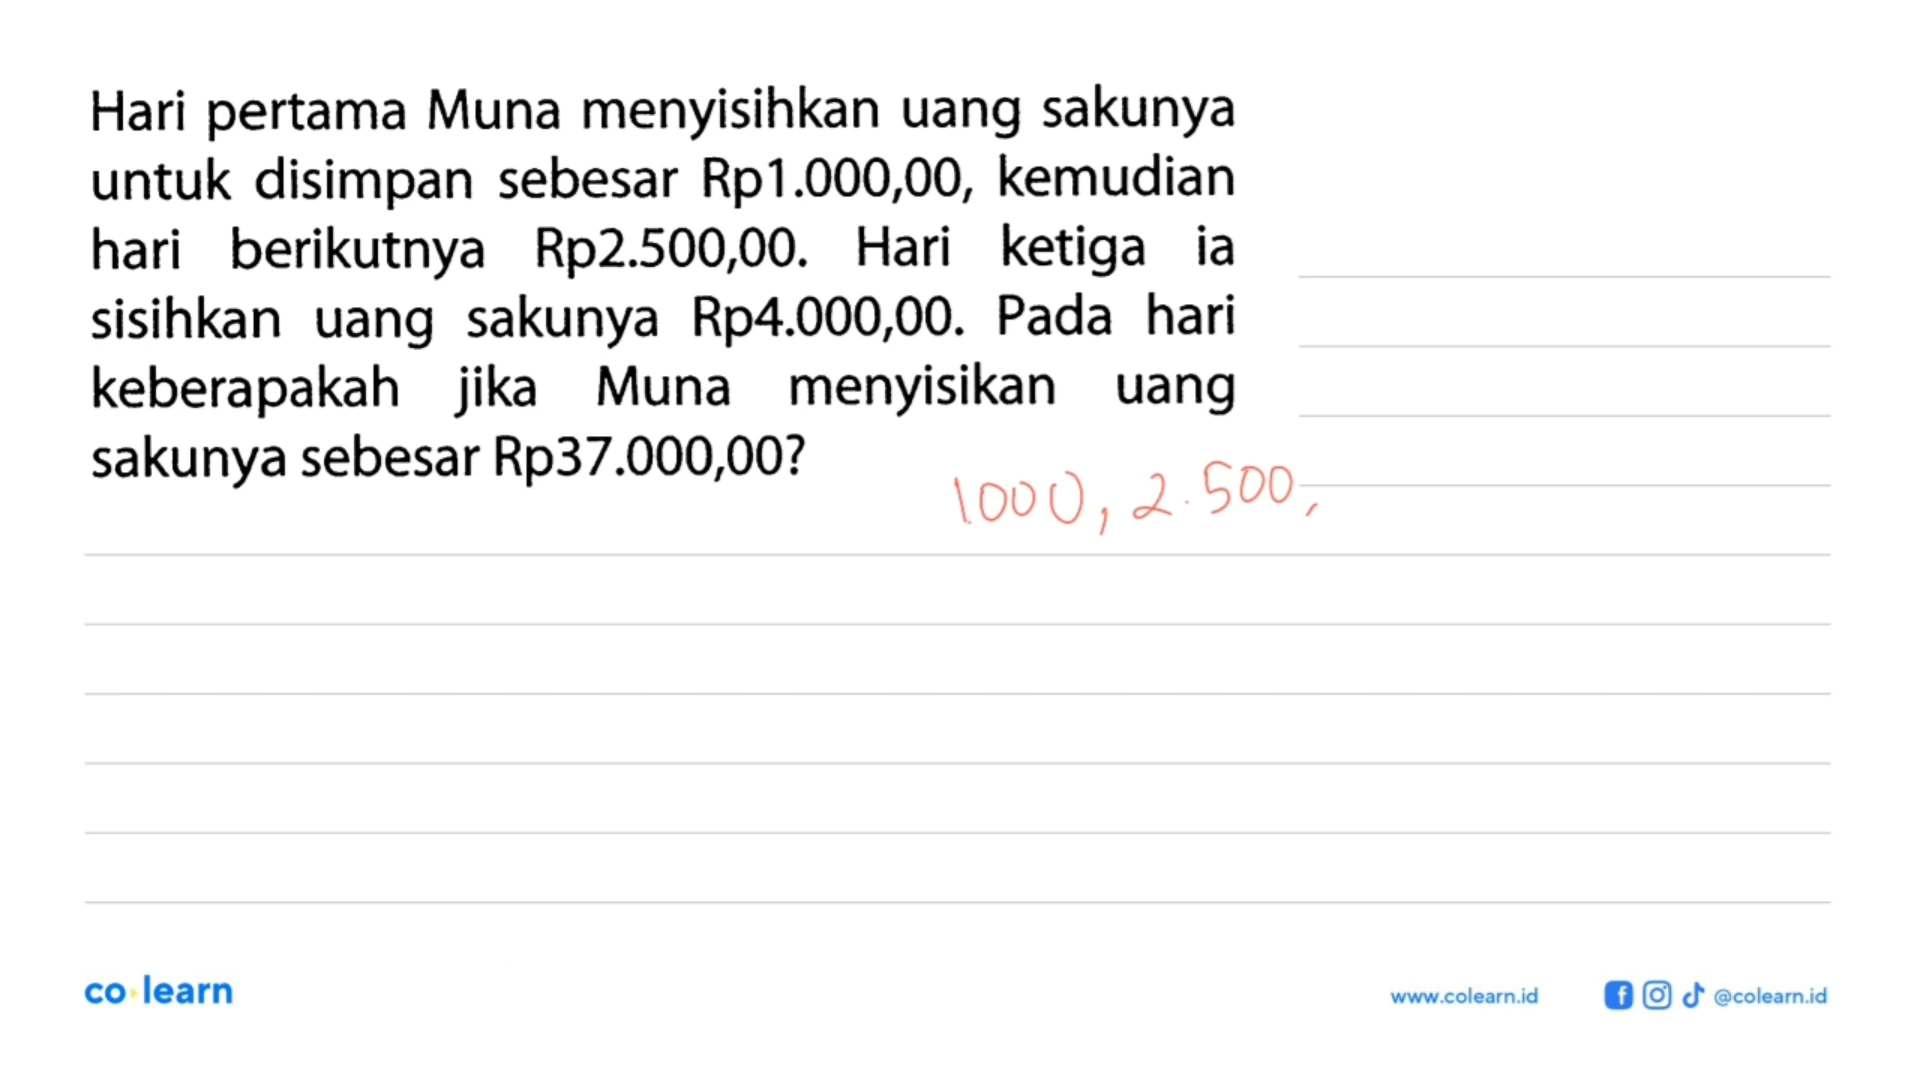 Hari pertama Muna menyisihkan uang sakunya
untuk disimpan sebesar Rp1.000,00, kemudian
hari berikutnya Rp2.500,00. Hari ketiga ia
sisihkan uang sakunya Rp4.000,00. Pada hari
keberapakah jika Muna menyisikan uang
sakunya sebesar Rp37.000,00?
1.000, 2.500,
co learn
www.colearn.id
@colearn.id